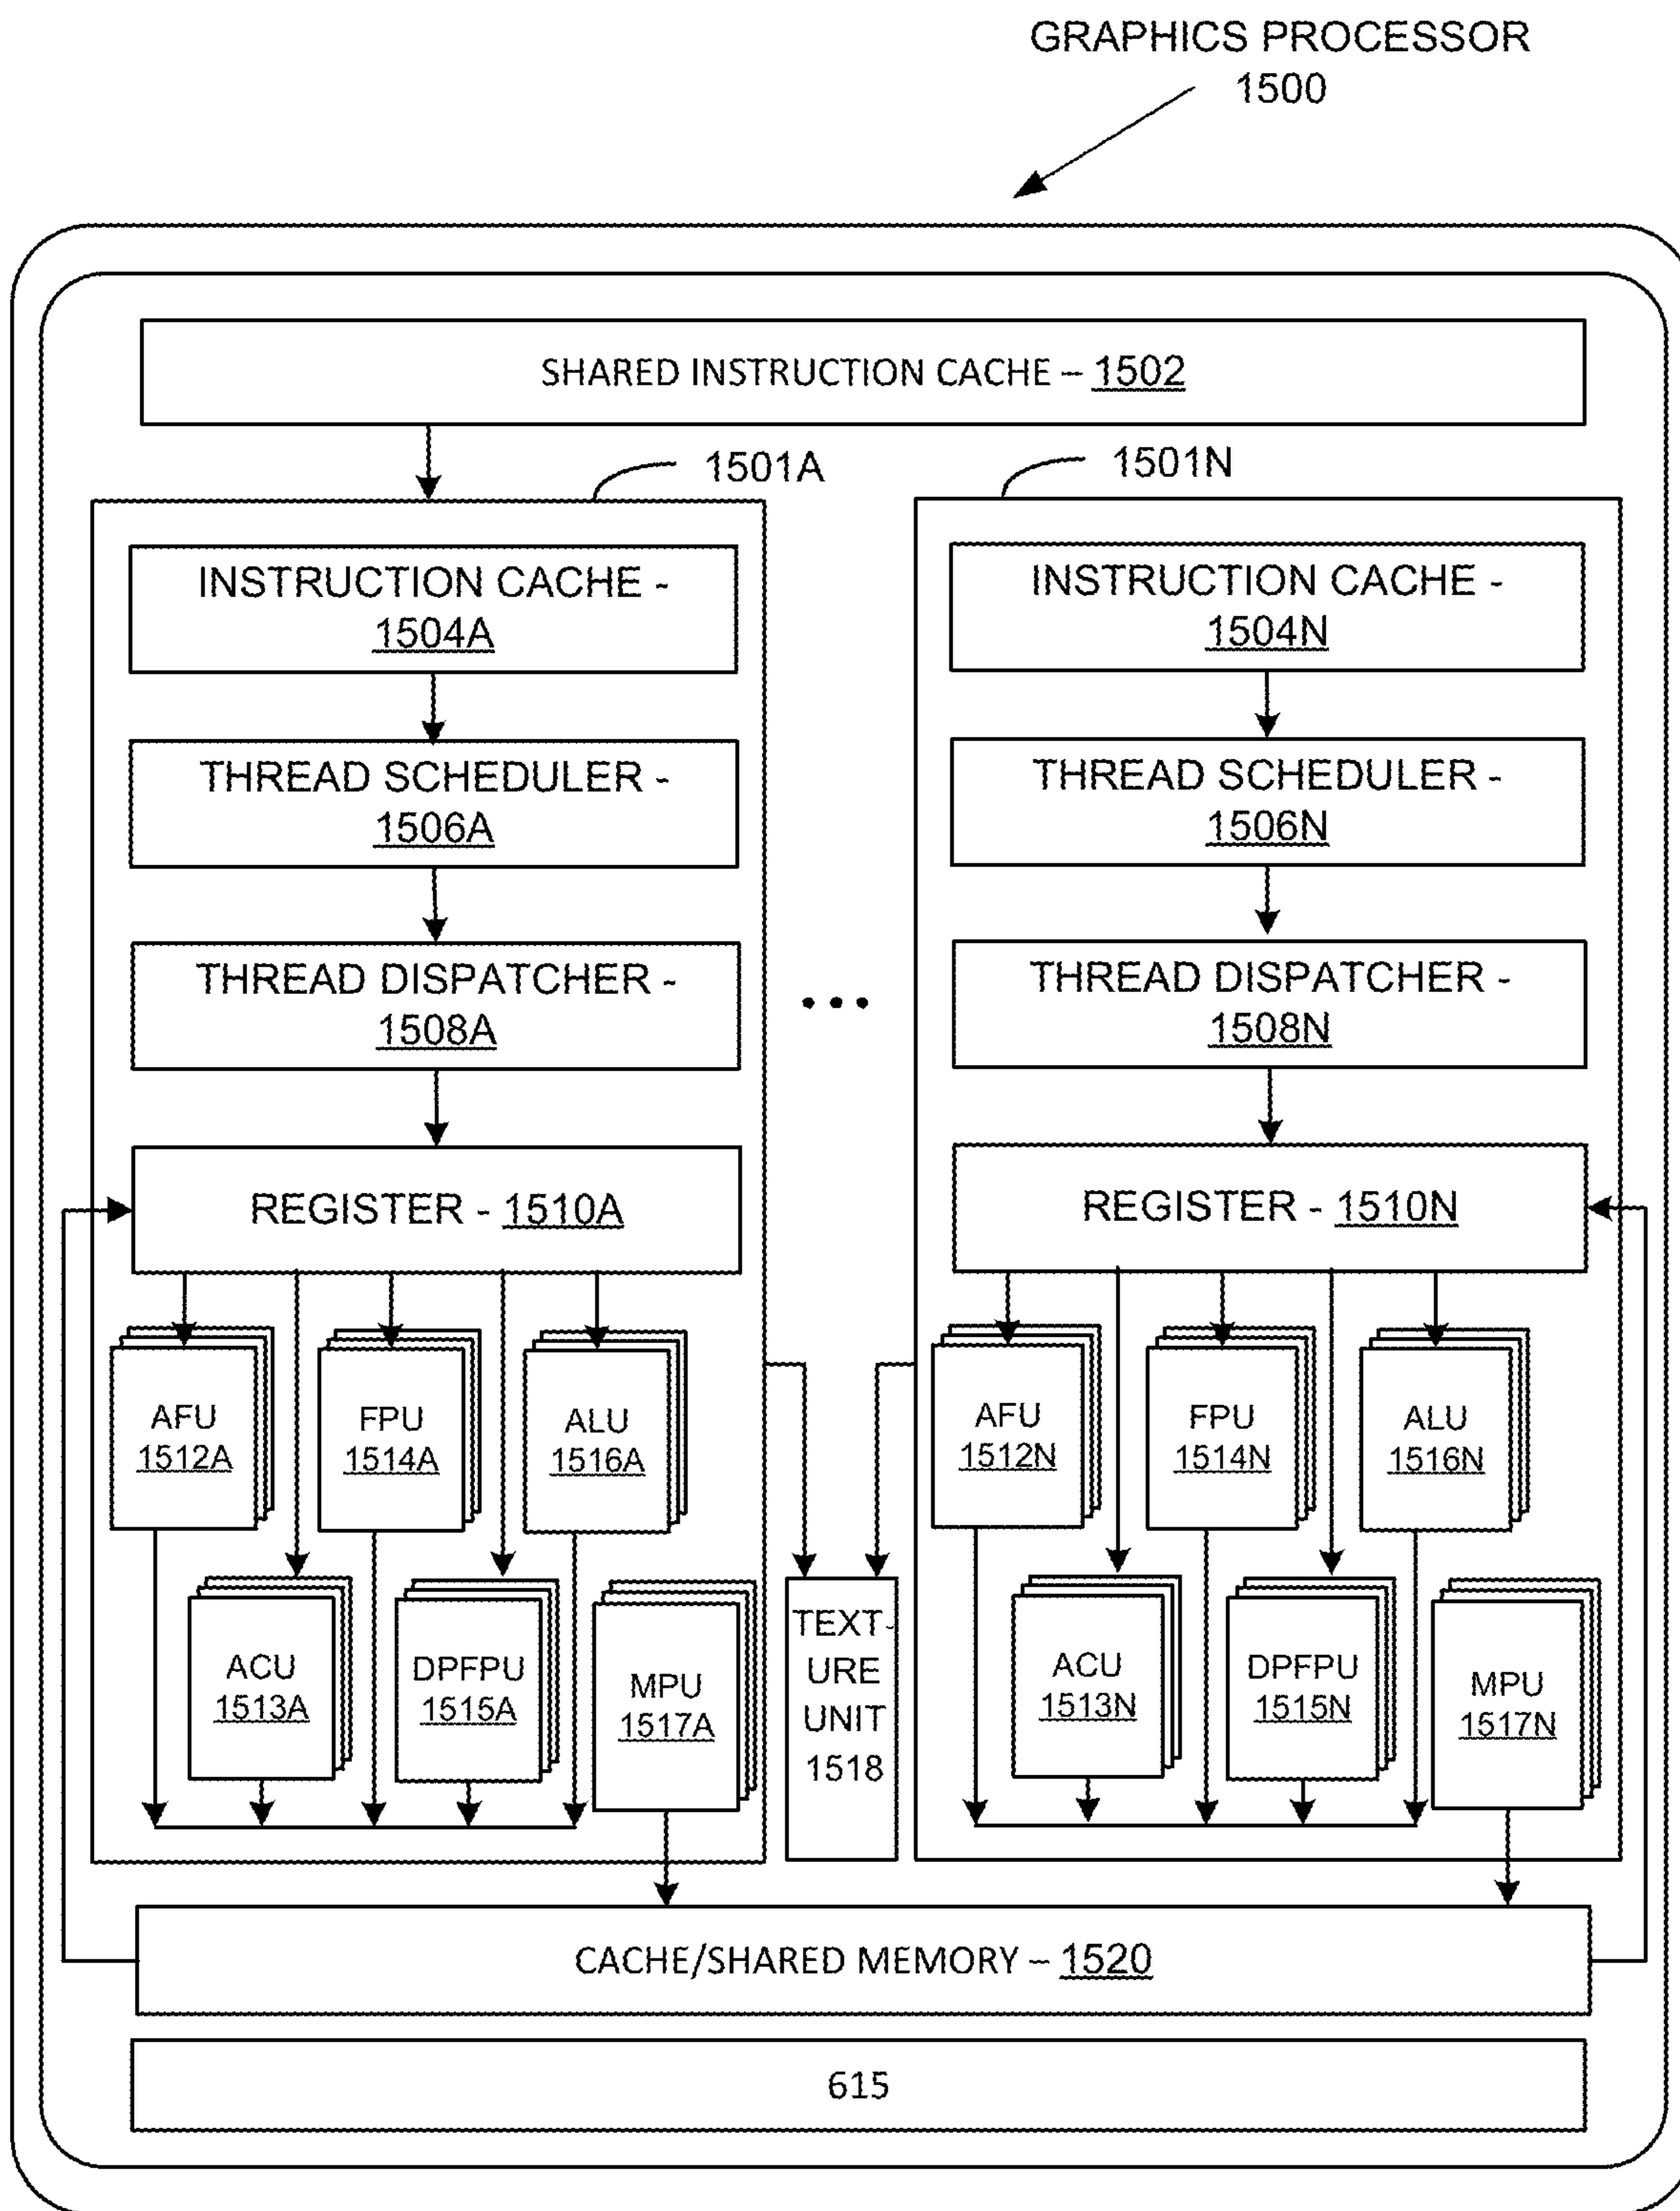 GRAPHICS PROCESSOR
1500
SHARED INSTRUCTION CACHE – 1502
1501A
1501N
INSTRUCTION CACHE -
1504A
THREAD SCHEDULER -
1506A
THREAD DISPATCHER -
1508A
REGISTER - 1510A
AFU
1512A
FPU
1514A
ALU
1516A
ACU
1513A
DPFPU
1515A
MPU
1517A
...
TEXT-
URE
UNIT
1518
INSTRUCTION CACHE -
1504N
THREAD SCHEDULER -
1506N
THREAD DISPATCHER -
1508N
REGISTER - 1510N
AFU
1512N
FPU
1514N
ALU
1516N
ACU
1513N
DPFPU
1515N
MPU
1517N
CACHE/SHARED MEMORY – 1520
615